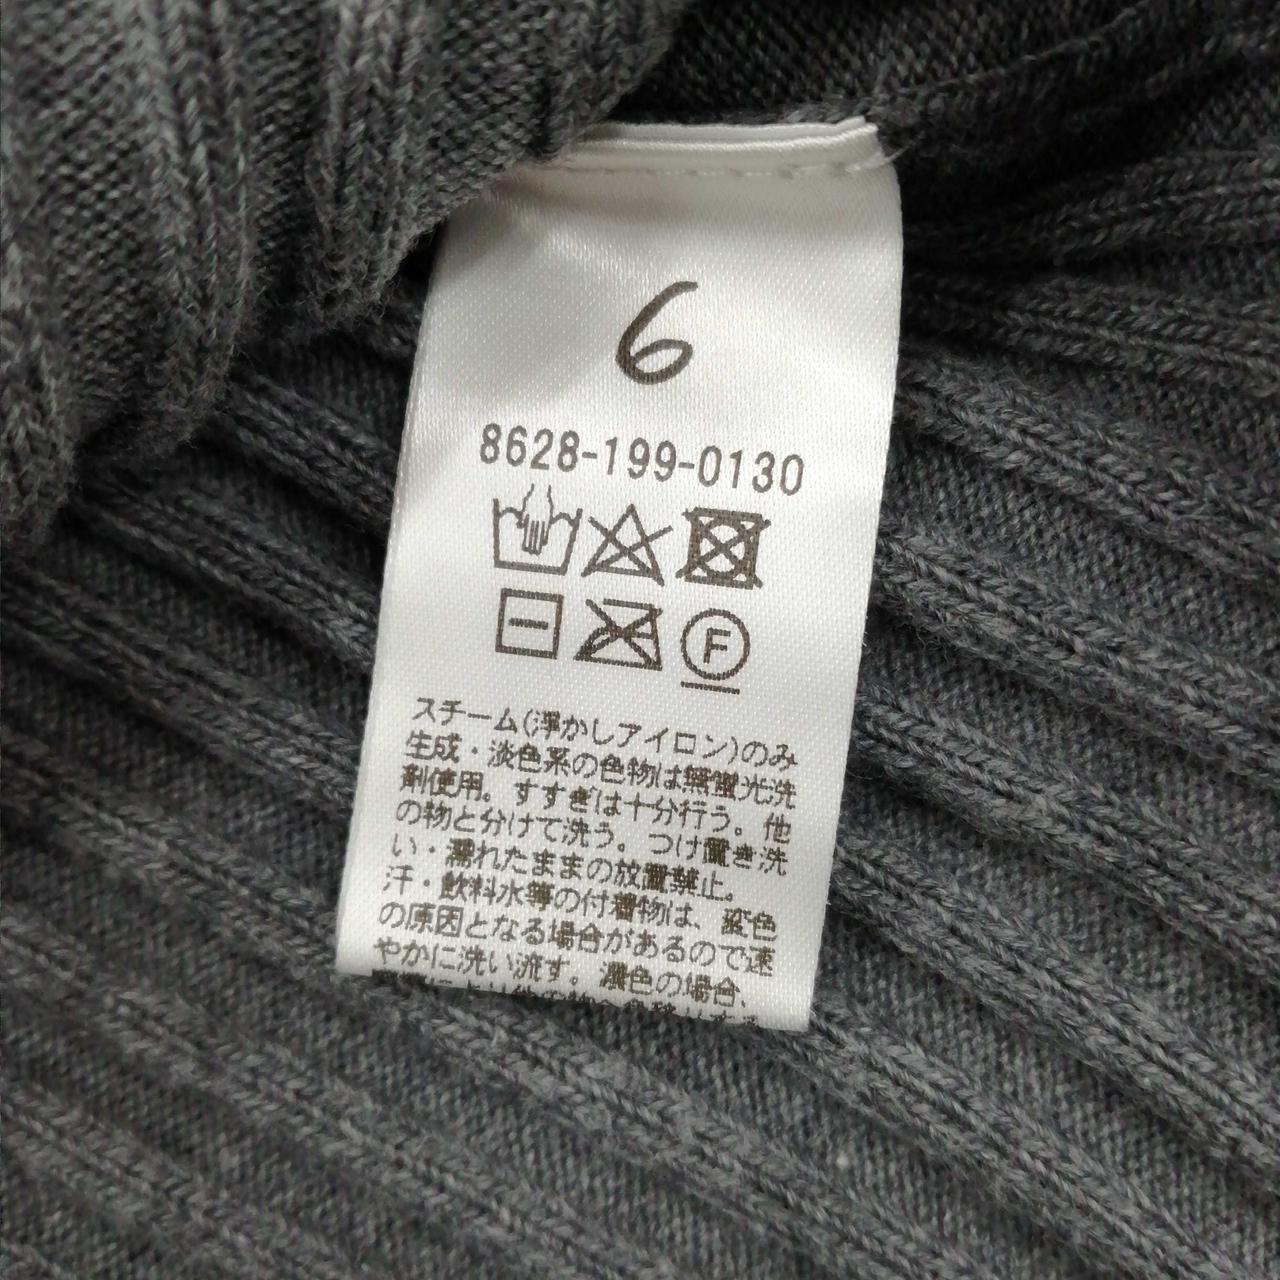 6
8628-199-0130
F
スチーム(浮かしアイロン)のみ
生成・淡色系の色物は無蛍光洗
剤使用。すすぎは十分行う。他
の物と分けて洗う。つけ置き洗
い・濡れたままの放置禁止。
汗・飲料水等の付着物は、変色
の原因となる場合があるので速
やかに洗い流す。濃色の場合、